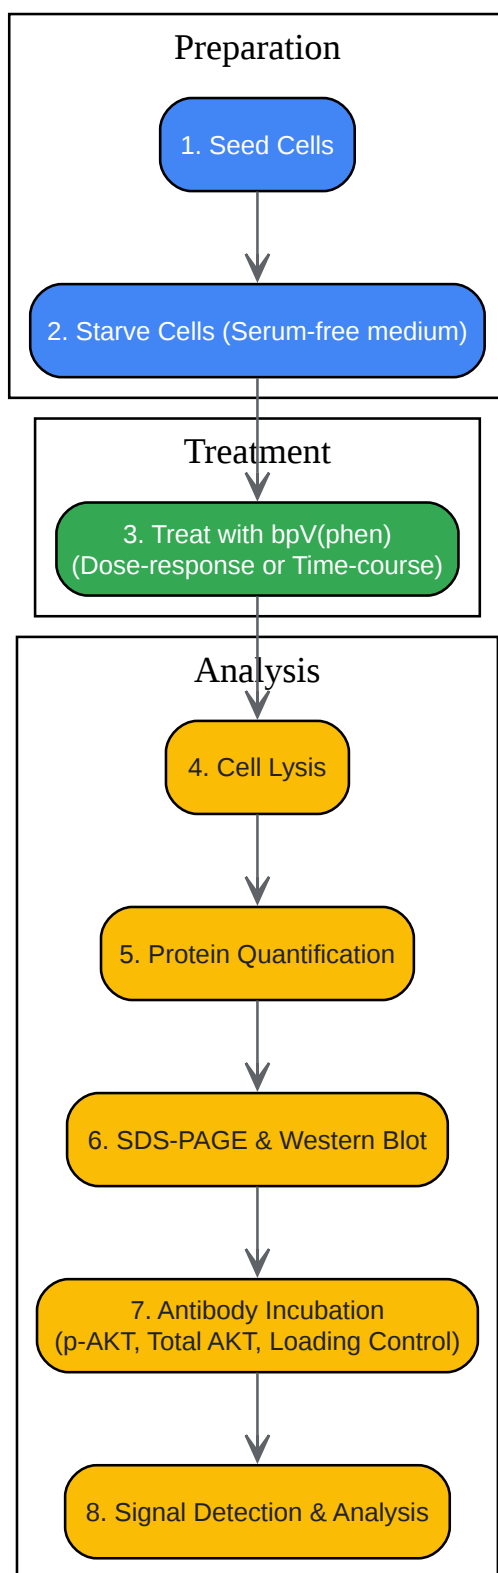 Preparation
1. Seed Cells
2. Starve Cells (Serum-free medium)
Treatment
3. Treat with bpV(phen)
(Dose-response or Time-course)
Analysis
4. Cell Lysis
5. Protein Quantification
6. SDS-PAGE & Western Blot
7. Antibody Incubation
(p-AKT, Total AKT, Loading Control)
8. Signal Detection & Analysis